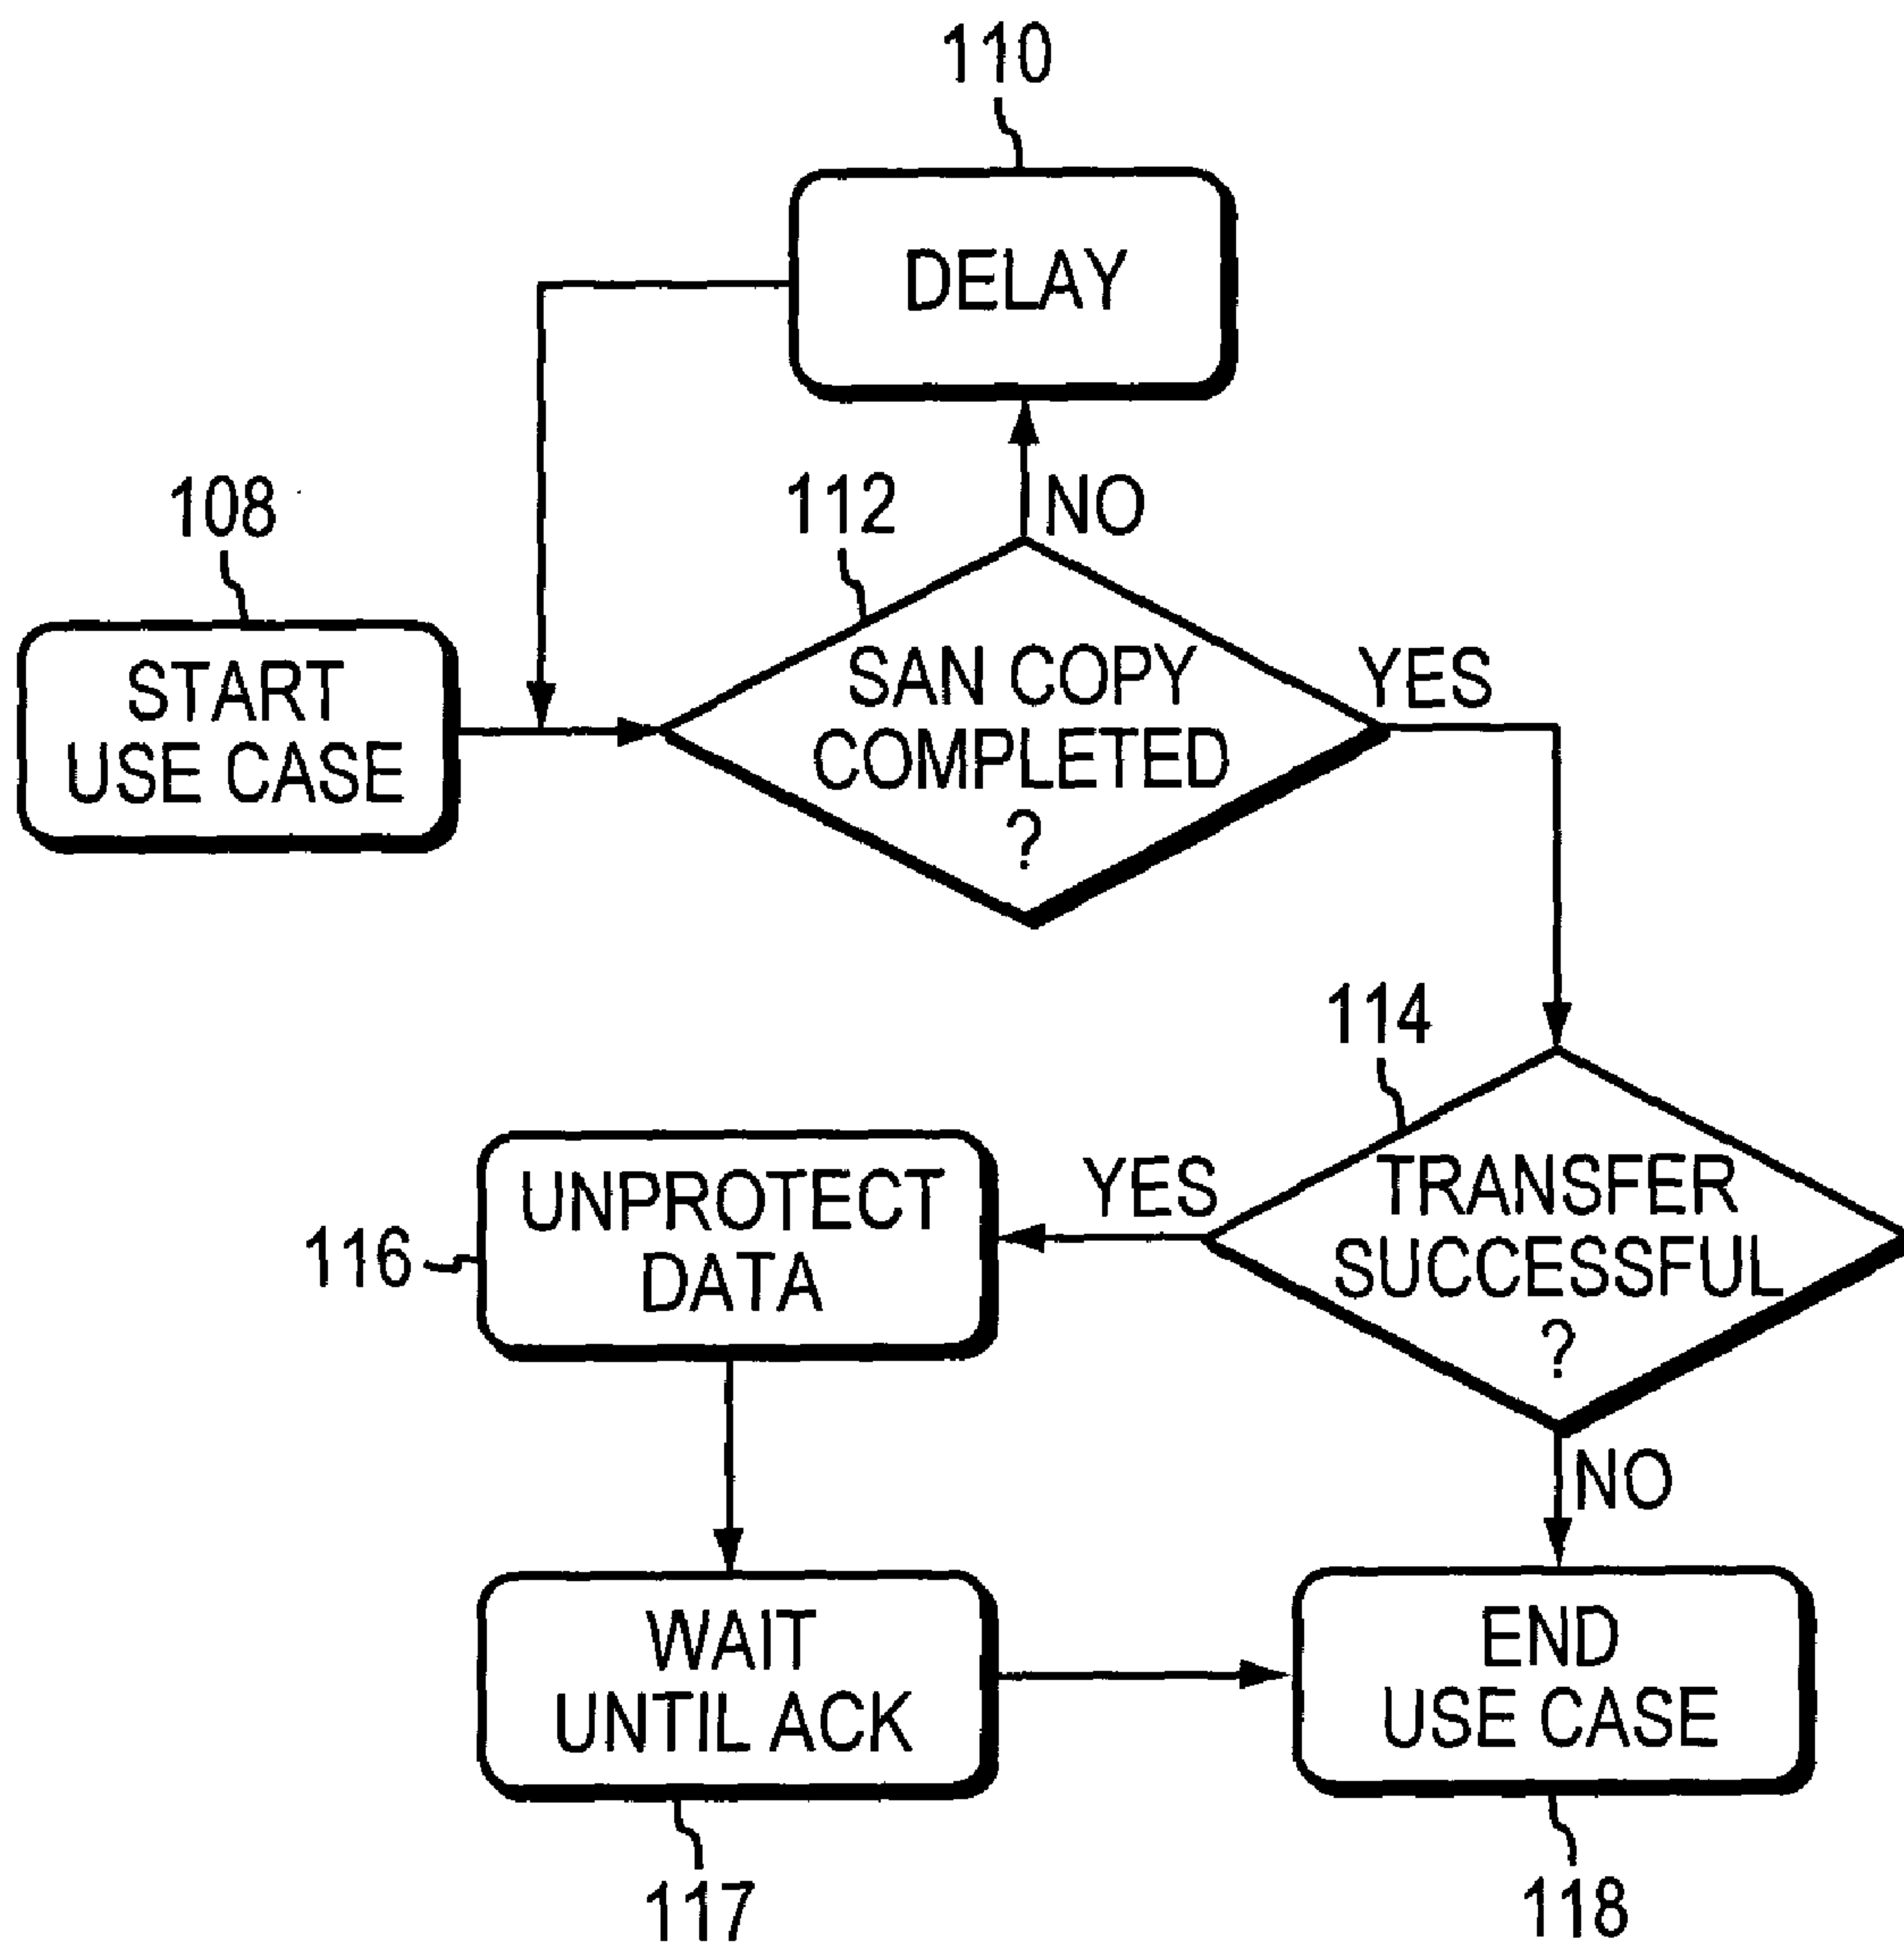 110
DELAY
108
112
NO
START
USE CASE
SAN COPY
COMPLETED
?
YES
114
UNPROTECT
DATA
116
YES
TRANSFER
SUCCESSFUL
?
NO
WAIT
UNTIL ACK
END
USE CASE
117
118